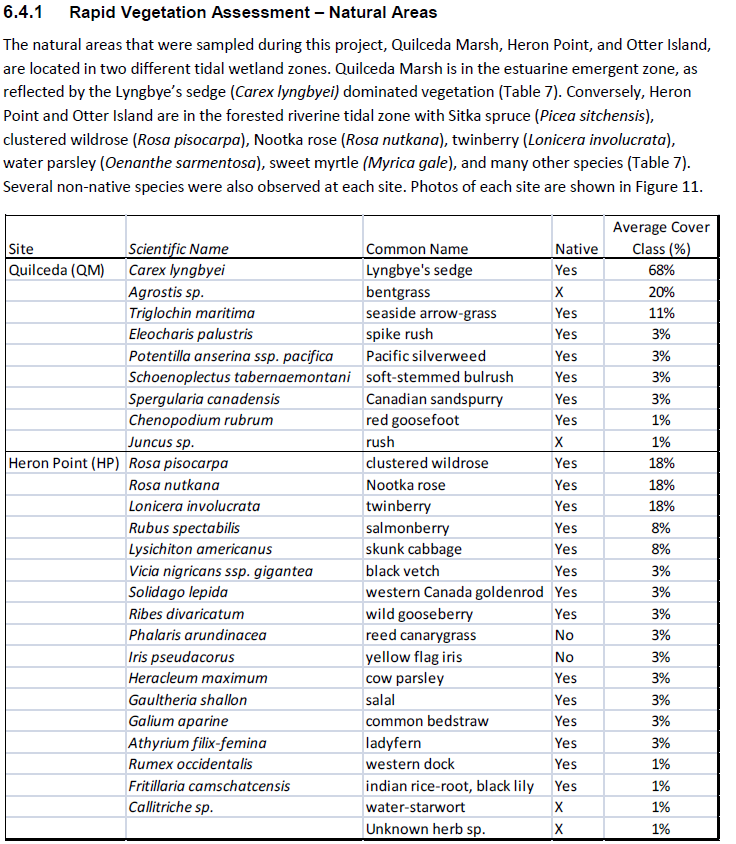 6.4.1 Rapid Vegetation Assessment – Natural Areas
The natural areas that were sampled during this project, Quilceda Marsh, Heron Point, and Otter Island,
are located in two different tidal wetland zones. Quilceda Marsh is in the estuarine emergent zone, as
reflected by the Lyngbye’s sedge (Carex lyngbyei) dominated vegetation (Table 7). Conversely, Heron
Point and Otter Island are in the forested riverine tidal zone with Sitka spruce (Picea sitchensis),
clustered wildrose (Rosa pisocarpa), Nootka rose (Rosa nutkana), twinberry (Lonicera involucrata),
water parsley (Oenanthe sarmentosa), sweet myrtle (Myrica gale), and many other species (Table 7).
Several non-native species were also observed at each site. Photos of each site are shown in Figure 11.
Average Cover
Site Scientific Name Common Name Native Class (%)
Quilceda (QM) Carex lyngbyei Lyngbye's sedge Yes 68%
Agrostis sp. bentgrass X 20%
Triglochin maritima seaside arrow-grass Yes 11%
Eleocharis palustris spike rush Yes 3%
Potentilla anserina ssp. pacifica Pacific silverweed Yes 3%
Schoenoplectus tabernaemontani soft-stemmed bulrush Yes 3%
Spergularia canadensis Canadian sandspurry Yes 3%
Chenopodium rubrum red goosefoot Yes 1%
Juncus sp. rush X 1%
Heron Point (HP) Rosa pisocarpa clustered wildrose Yes 18%
Rosa nutkana Nootka rose Yes 18%
Lonicera involucrata twinberry Yes 18%
Rubus spectabilis salmonberry Yes 8%
Lysichiton americanus skunk cabbage Yes 8%
Vicia nigricans ssp. gigantea black vetch Yes 3%
Solidago lepida western Canada goldenrod Yes 3%
Ribes divaricatum wild gooseberry Yes 3%
Phalaris arundinacea reed canarygrass No 3%
Iris pseudacorus yellow flag iris No 3%
Heracleum maximum cow parsley Yes 3%
Gaultheria shallon salal Yes 3%
Galium aparine common bedstraw Yes 3%
Athyrium filix-femina ladyfern Yes 3%
Rumex occidentalis western dock Yes 1%
Fritillaria camschatcensis indian rice-root, black lily Yes 1%
Callitriche sp. water-starwort X 1%
Unknown herb sp. X 1%